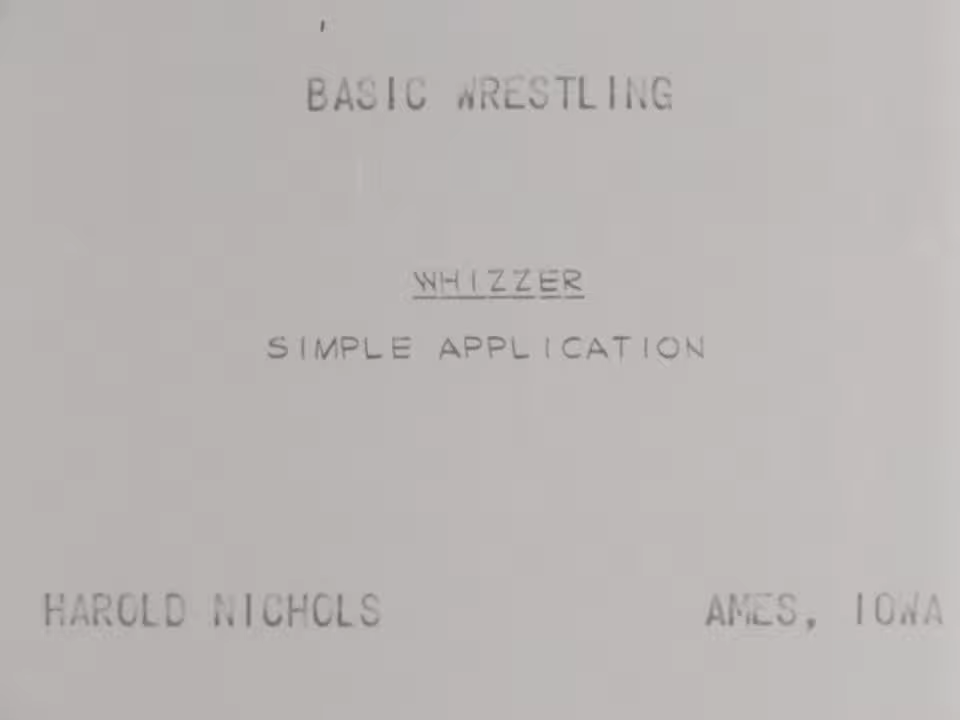 BASIC WRESTLING
WHIZZER
SIMPLE APPLICATION
HAROLD NICHOLS AMES, IOWA